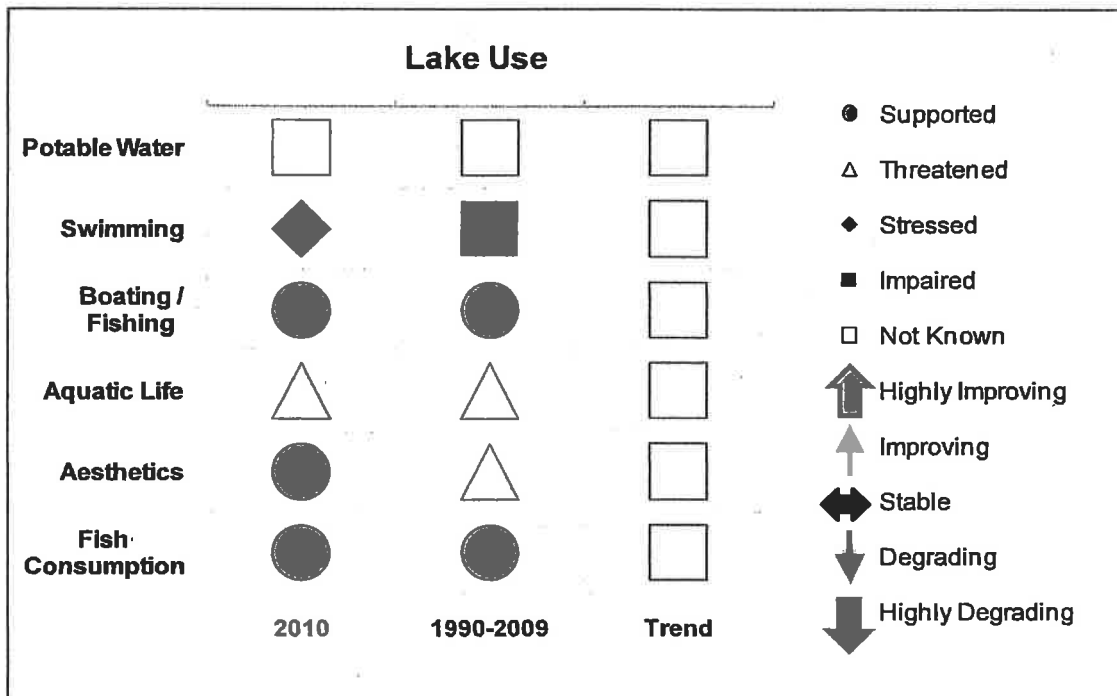 Lake Use
Potable Water
Swimming
Boating /
Fishing
Aquatic Life
Aesthetics
Fish
Consumption
2010
1990-2009
Trend
Supported
Threatened
Stressed
Impaired
Not Known
Highly Improving
Improving
Stable
Degrading
Highly Degrading